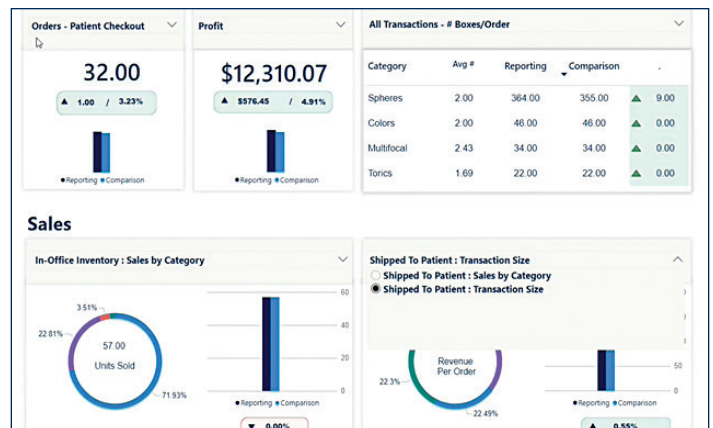 Orders - Patient Checkout
32.00
▲ 1.00 / 3.23%
Reporting Comparison
Profit
$12,310.07
▲ $576.45 / 4.91%
Reporting Comparison
All Transactions - # Boxes/Order
Category Avg # Reporting Comparison .
Spheres 2.00 364.00 355.00 ▲ 9.00
Colors 2.00 46.00 46.00 ▲ 0.00
Multifocal 2.43 34.00 34.00 ▲ 0.00
Torics 1.69 22.00 22.00 ▲ 0.00
Sales
In-Office Inventory : Sales by Category
3.51%
22.81%
57.00
Units Sold
71.93%
60
40
20
0
Reporting Comparison
▼ 0.00%
Shipped To Patient : Transaction Size
Shipped To Patient : Sales by Category
Shipped To Patient : Transaction Size
Revenue
Per Order
22.3%
22.49%
50
0
Reporting Comparison
▲ 0.55%